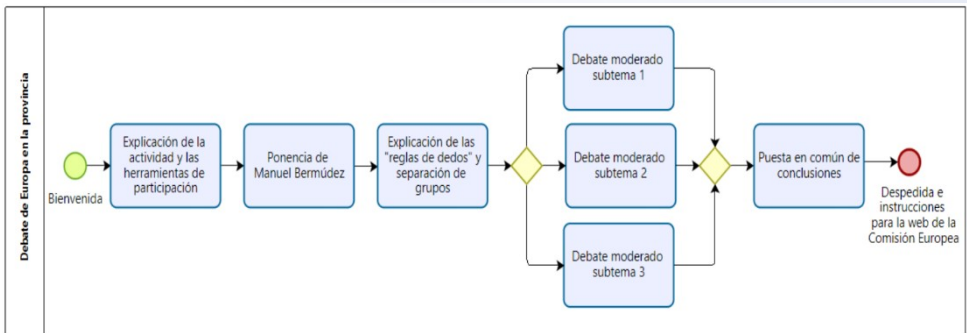 Debate de Europa en la provincia
Bienvenida
Explicación de la
actividad y las
herramientas de
participación
Ponencia de
Manuel Bermúdez
Explicación de las
"reglas de dedos" y
separación de
grupos
Debate moderado
subtema 1
Debate moderado
subtema 2
Debate moderado
subtema 3
Puesta en común de
conclusiones
Despedida e
instrucciones
para la web de la
Comisión Europea